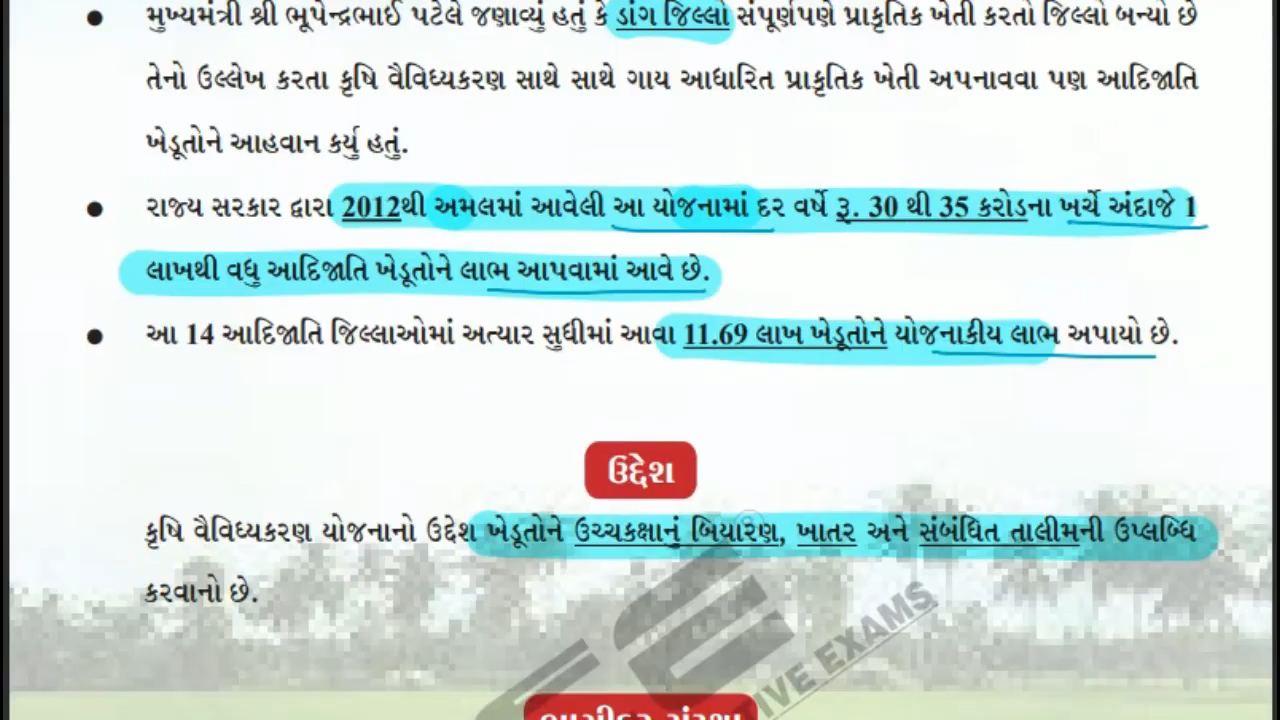 • મુખ્યમંત્રી શ્રી ભૂપેન્દ્રભાઈ પટેલે જણાવ્યું હતું કે ડાંગ જિલ્લો સંપૂર્ણપણે પ્રાકૃતિક ખેતી કરતો જિલ્લો બન્યો છે
તેનો ઉલ્લેખ કરતા કૃષિ વૈવિધ્યકરણ સાથે સાથે ગાય આધારિત પ્રાકૃતિક ખેતી અપનાવવા પણ આદિજાતિ
ખેડૂતોને આહવાન કર્યુ હતું.
• રાજ્ય સરકાર દ્વારા 2012થી અમલમાં આવેલી આ યોજનામાં દર વર્ષે રૂ. 30 થી 35 કરોડના ખર્ચે અંદાજે 1
લાખથી વધુ આદિજાતિ ખેડૂતોને લાભ આપવામાં આવે છે.
• આ 14 આદિજાતિ જિલ્લાઓમાં અત્યાર સુધીમાં આવા 11.69 લાખ ખેડૂતોને યોજનાકીય લાભ અપાયો છે.
ઉદ્દેશ
કૃષિ વૈવિધ્યકરણ યોજનાનો ઉદ્દેશ ખેડૂતોને ઉચ્ચકક્ષાનું બિયારણ, ખાતર અને સંબંધિત તાલીમની ઉપ્લબ્ધિ
કરવાનો છે.
EXAMS